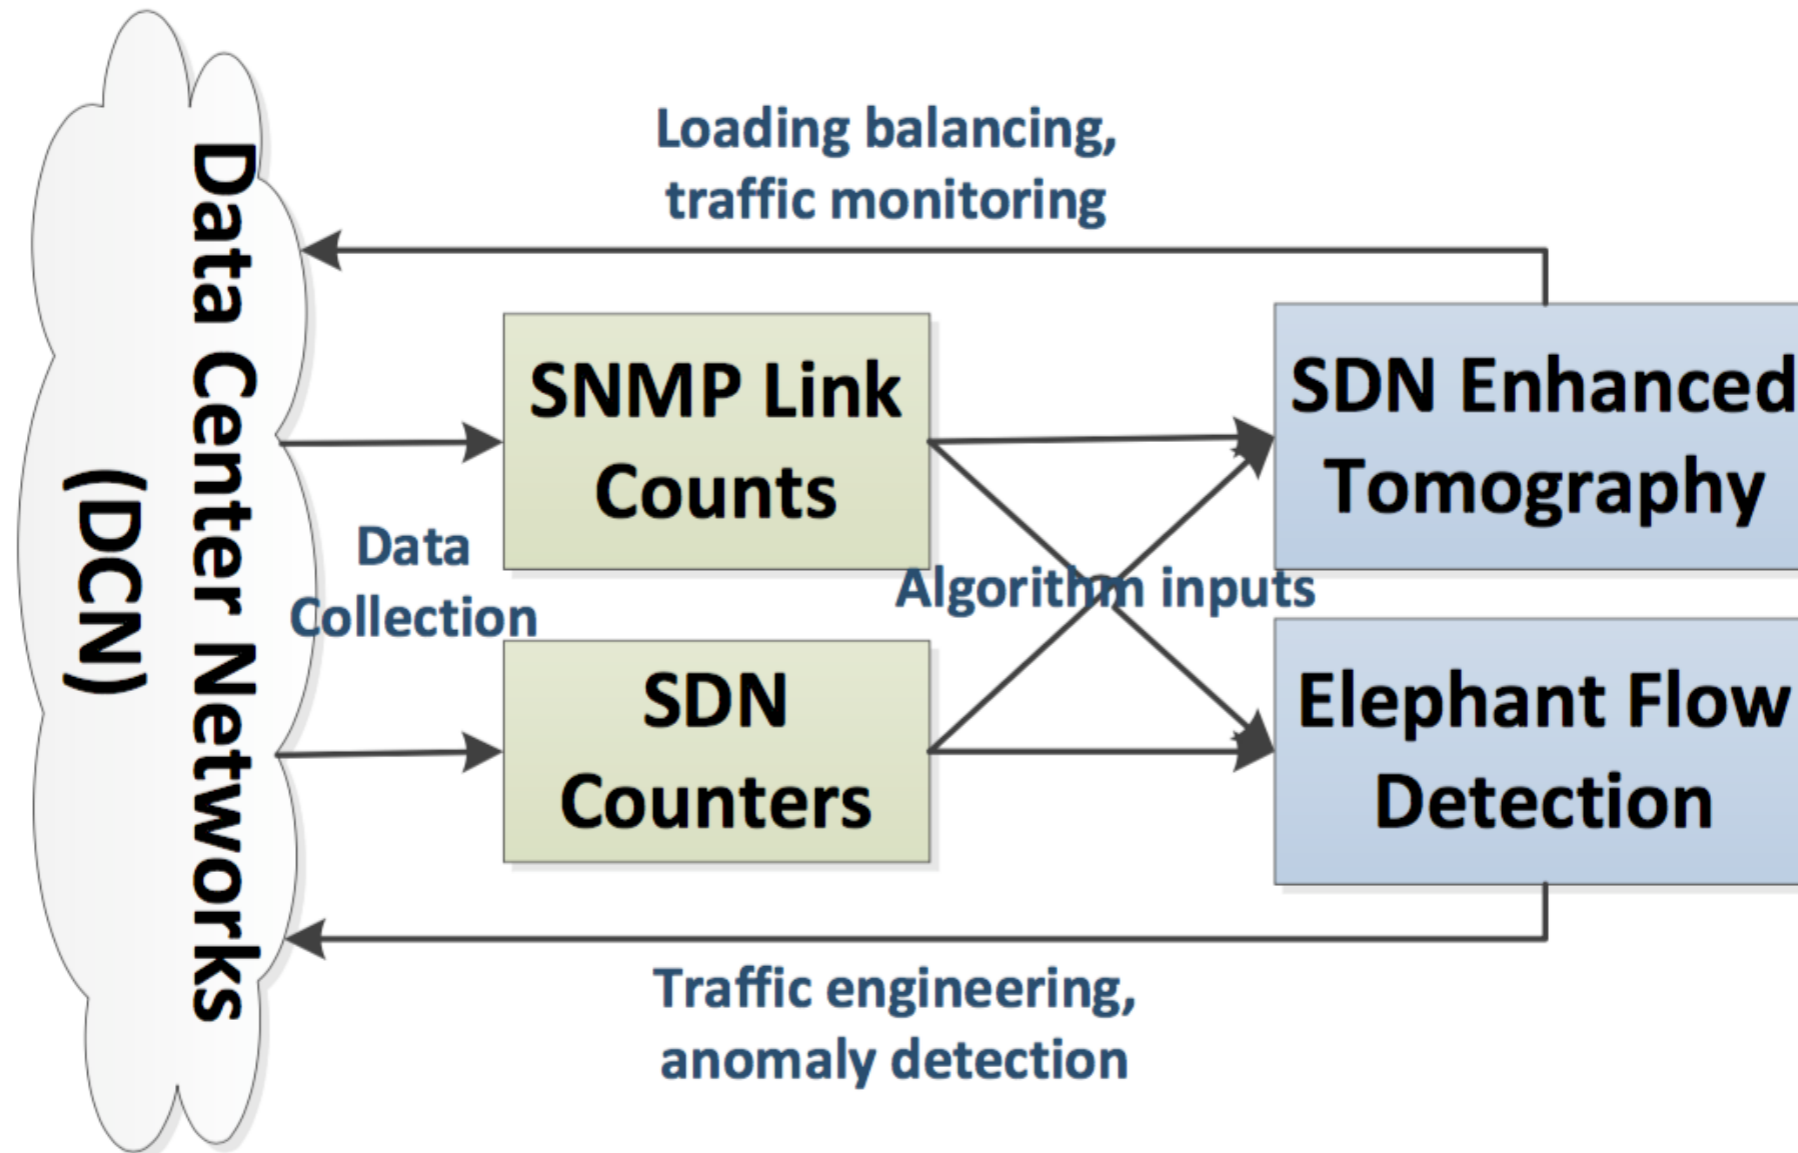 Loading balancing,
traffic monitoring
Data Center Networks
(DCN)
SNMP Link
Counts
SDN Enhanced
Tomography
Data
Collection
Algorithm inputs
SDN
Counters
Elephant Flow
Detection
Traffic engineering,
anomaly detection